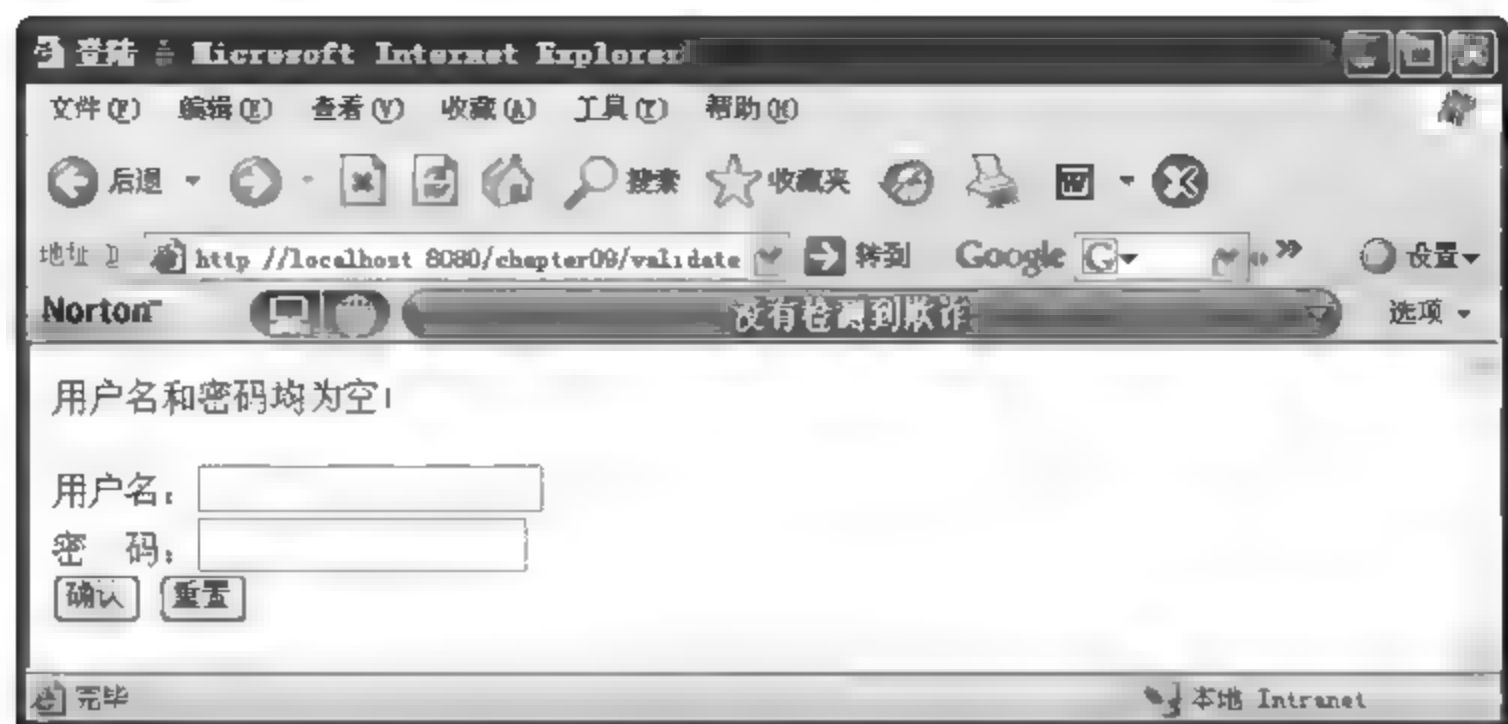 登陆 - Microsoft Internet Explorer
文件(F) 编辑(E) 查看(V) 收藏(A) 工具(T) 帮助(H)
后退 搜索 收藏夹
地址 D http //localhost 8080/chapter09/validate 转到 Google G 设置
Norton 没有检测到欺诈 选项
用户名和密码均为空!
用户名:
密 码:
确认 重置
完毕 本地 Intranet